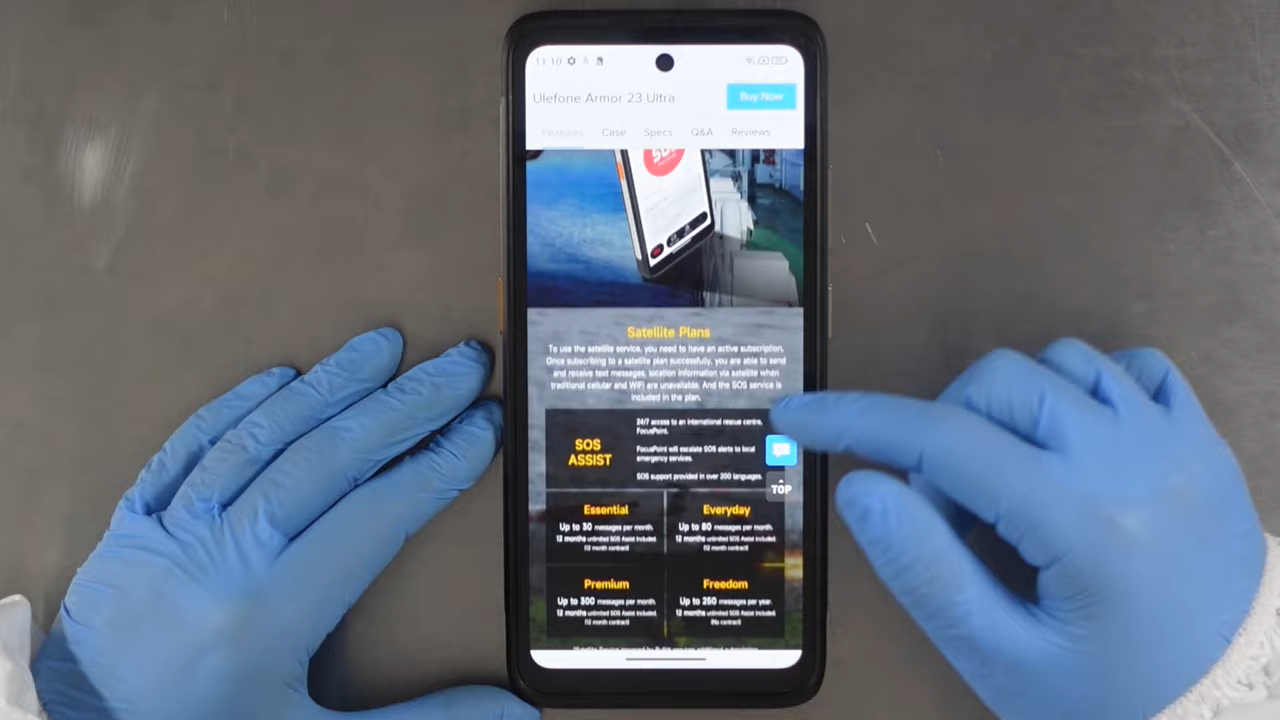 11:10
Ulefone Armor 23 Ultra
Buy Now
Features Case Specs Q&A Reviews
SOS
Satellite Plans
To use the satellite service, you need to have an active subscription.
Once subscribing to a satellite plan successfully, you are able to send
and receive text messages, location information via satellite when
traditional cellular and WiFi are unavailable. And the SOS service is
included in the plan.
SOS
ASSIST
24/7 access to an international rescue centre,
FocusPoint.
FocusPoint will escalate SOS alerts to local
emergency services.
SOS support provided in over 200 languages.
TOP
Essential
Up to 30 messages per month.
12 months unlimited SOS Assist included.
(12 month contract)
Everyday
Up to 80 messages per month.
12 months unlimited SOS Assist included.
(12 month contract)
Premium
Up to 300 messages per month.
12 months unlimited SOS Assist included.
(12 month contract)
Freedom
Up to 250 messages per year.
12 months unlimited SOS Assist included.
(No contract)